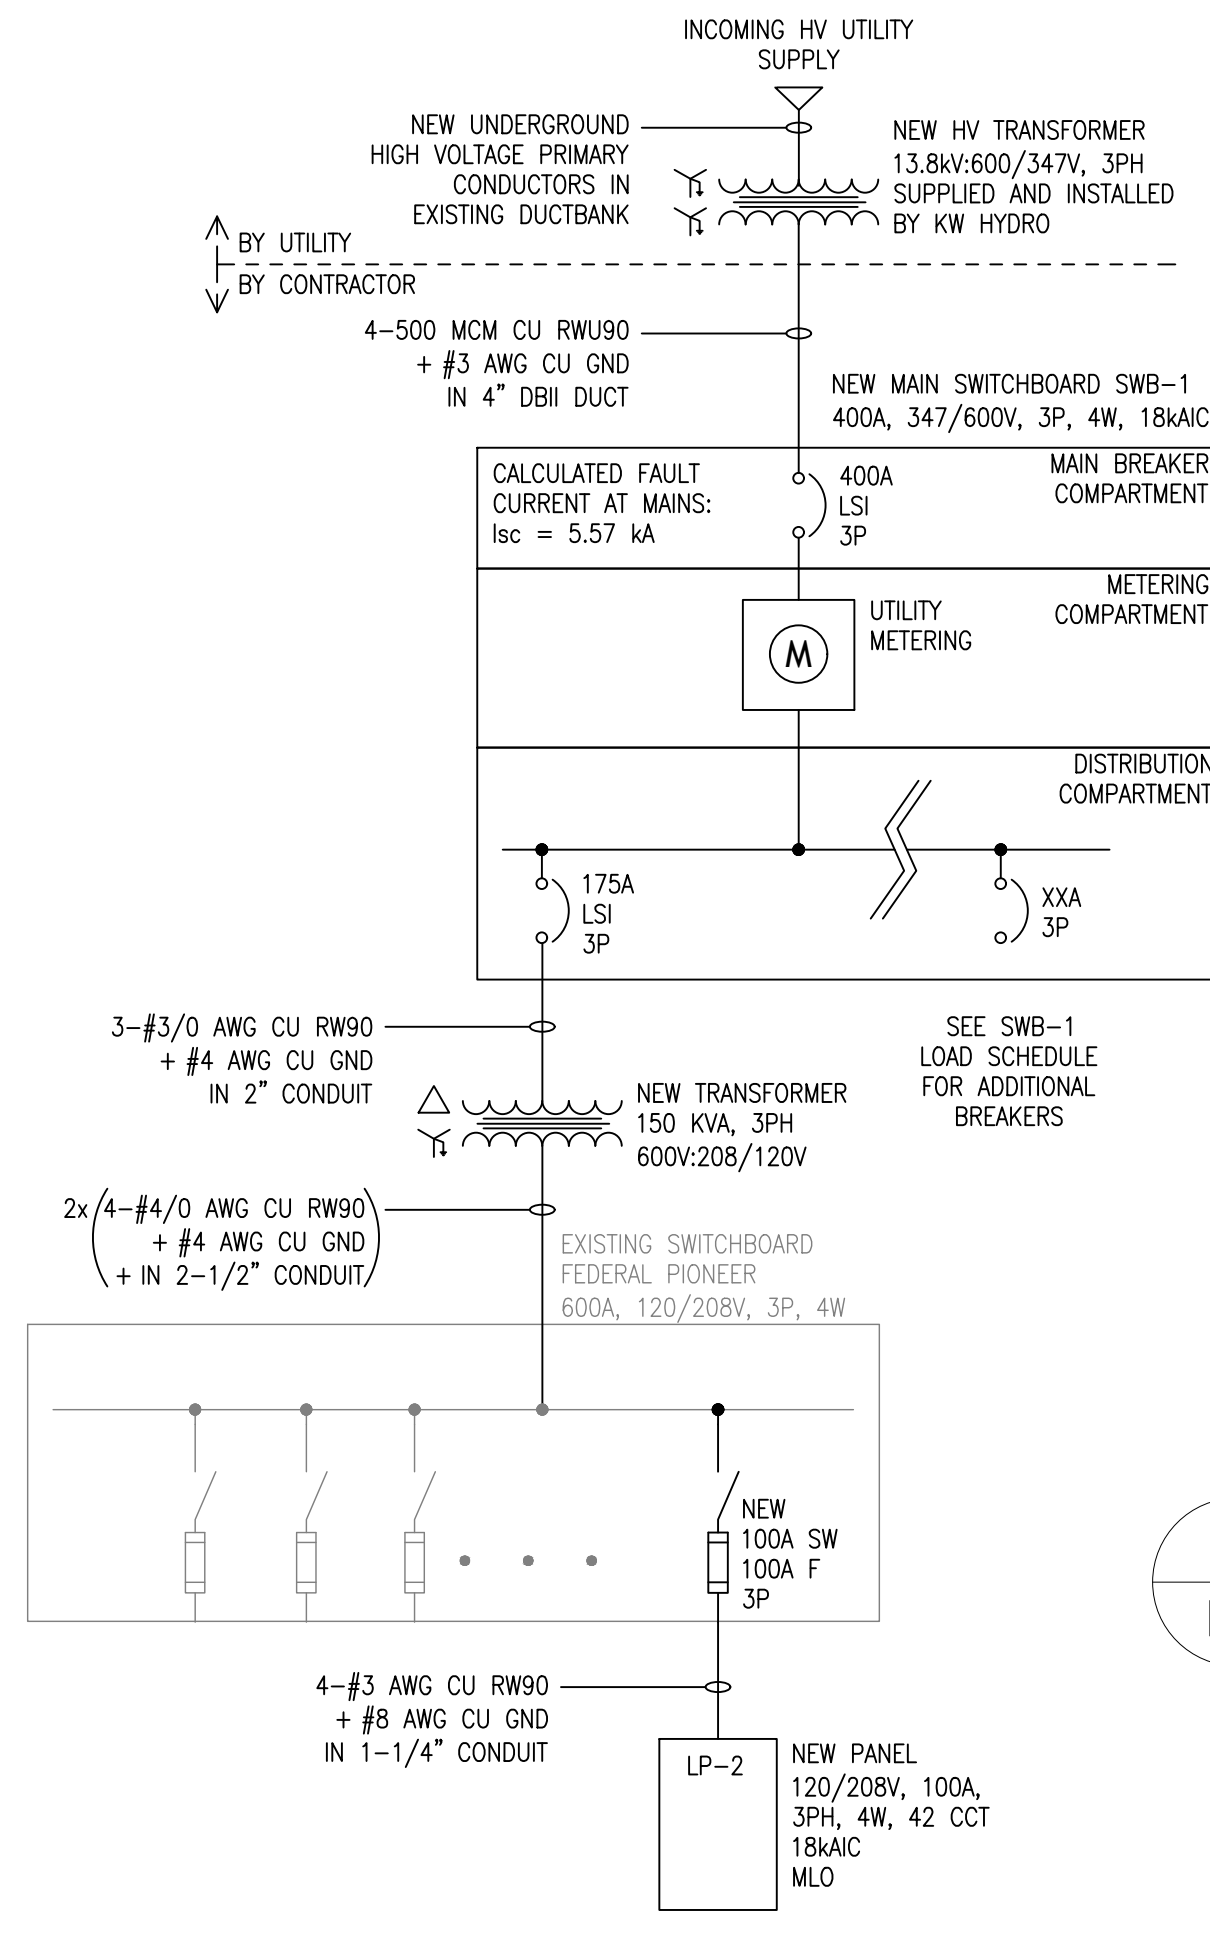 INCOMING HV UTILITY
SUPPLY
NEW UNDERGROUND
HIGH VOLTAGE PRIMARY
CONDUCTORS IN
EXISTING DUCTBANK
NEW HV TRANSFORMER
13.8kV:600/347V, 3PH
SUPPLIED AND INSTALLED
BY KW HYDRO
BY UTILITY
BY CONTRACTOR
4-500 MCM CU RWU90
+ #3 AWG CU GND
IN 4" DBII DUCT
NEW MAIN SWITCHBOARD SWB-1
400A, 347/600V, 3P, 4W, 18kAIC
CALCULATED FAULT
CURRENT AT MAINS:
Isc = 5.57 kA
400A
LSI
3P
MAIN BREAKER
COMPARTMENT
METERING
COMPARTMENT
UTILITY
METERING
M
DISTRIBUTION
COMPARTMENT
175A
LSI
3P
XXA
3P
3-#3/0 AWG CU RW90
+ #4 AWG CU GND
IN 2" CONDUIT
SEE SWB-1
LOAD SCHEDULE
FOR ADDITIONAL
BREAKERS
NEW TRANSFORMER
150 KVA, 3PH
600V:208/120V
2x(4-#4/0 AWG CU RW90
+ #4 AWG CU GND
+ IN 2-1/2" CONDUIT)
EXISTING SWITCHBOARD
FEDERAL PIONEER
600A, 120/208V, 3P, 4W
NEW
100A SW
100A F
3P
4-#3 AWG CU RW90
+ #8 AWG CU GND
IN 1-1/4" CONDUIT
LP-2
NEW PANEL
120/208V, 100A,
3PH, 4W, 42 CCT
18kAIC
MLO